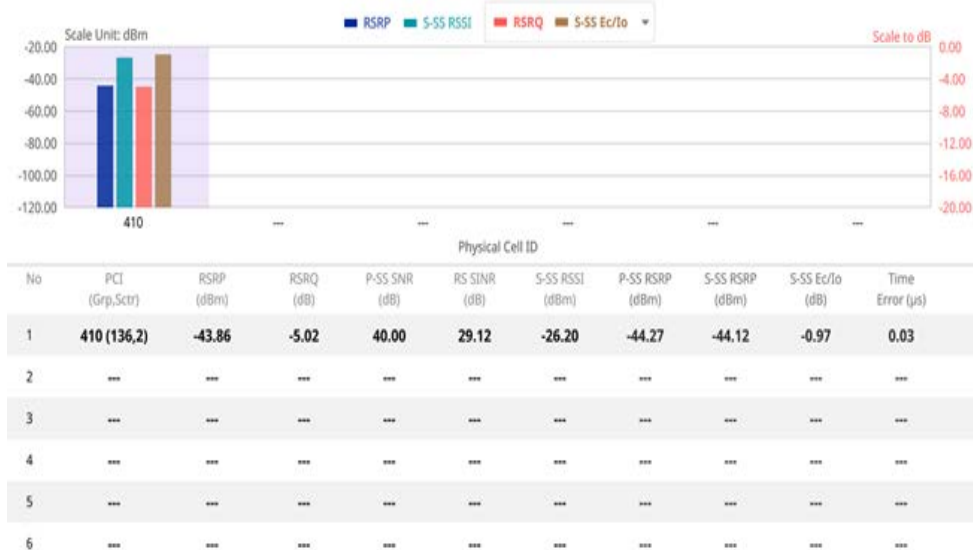 RSRP S-SS RSSI RSRQ S-SS Ec/Io
Scale Unit: dBm Scale to dB
-20.00 0.00
-40.00 -4.00
-60.00 -8.00
-80.00 -12.00
-100.00 -16.00
-120.00 -20.00
410 --- --- --- --- ---
Physical Cell ID
No PCI RSRP RSRQ P-SS SNR RS SINR S-SS RSSI P-SS RSRP S-SS RSRP S-SS Ec/Io Time
(Grp,Sctr) (dBm) (dB) (dB) (dB) (dBm) (dBm) (dBm) (dB) Error (μs)
1 410 (136,2) -43.86 -5.02 40.00 29.12 -26.20 -44.27 -44.12 -0.97 0.03
2 --- --- --- --- --- --- --- --- --- ---
3 --- --- --- --- --- --- --- --- --- ---
4 --- --- --- --- --- --- --- --- --- ---
5 --- --- --- --- --- --- --- --- --- ---
6 --- --- --- --- --- --- --- --- --- ---